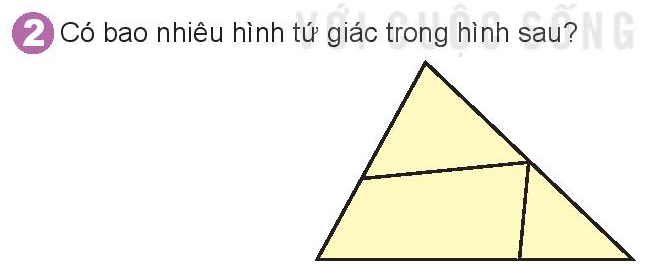 VỚI CUỘC SỐNG
2 Có bao nhiêu hình tứ giác trong hình sau?